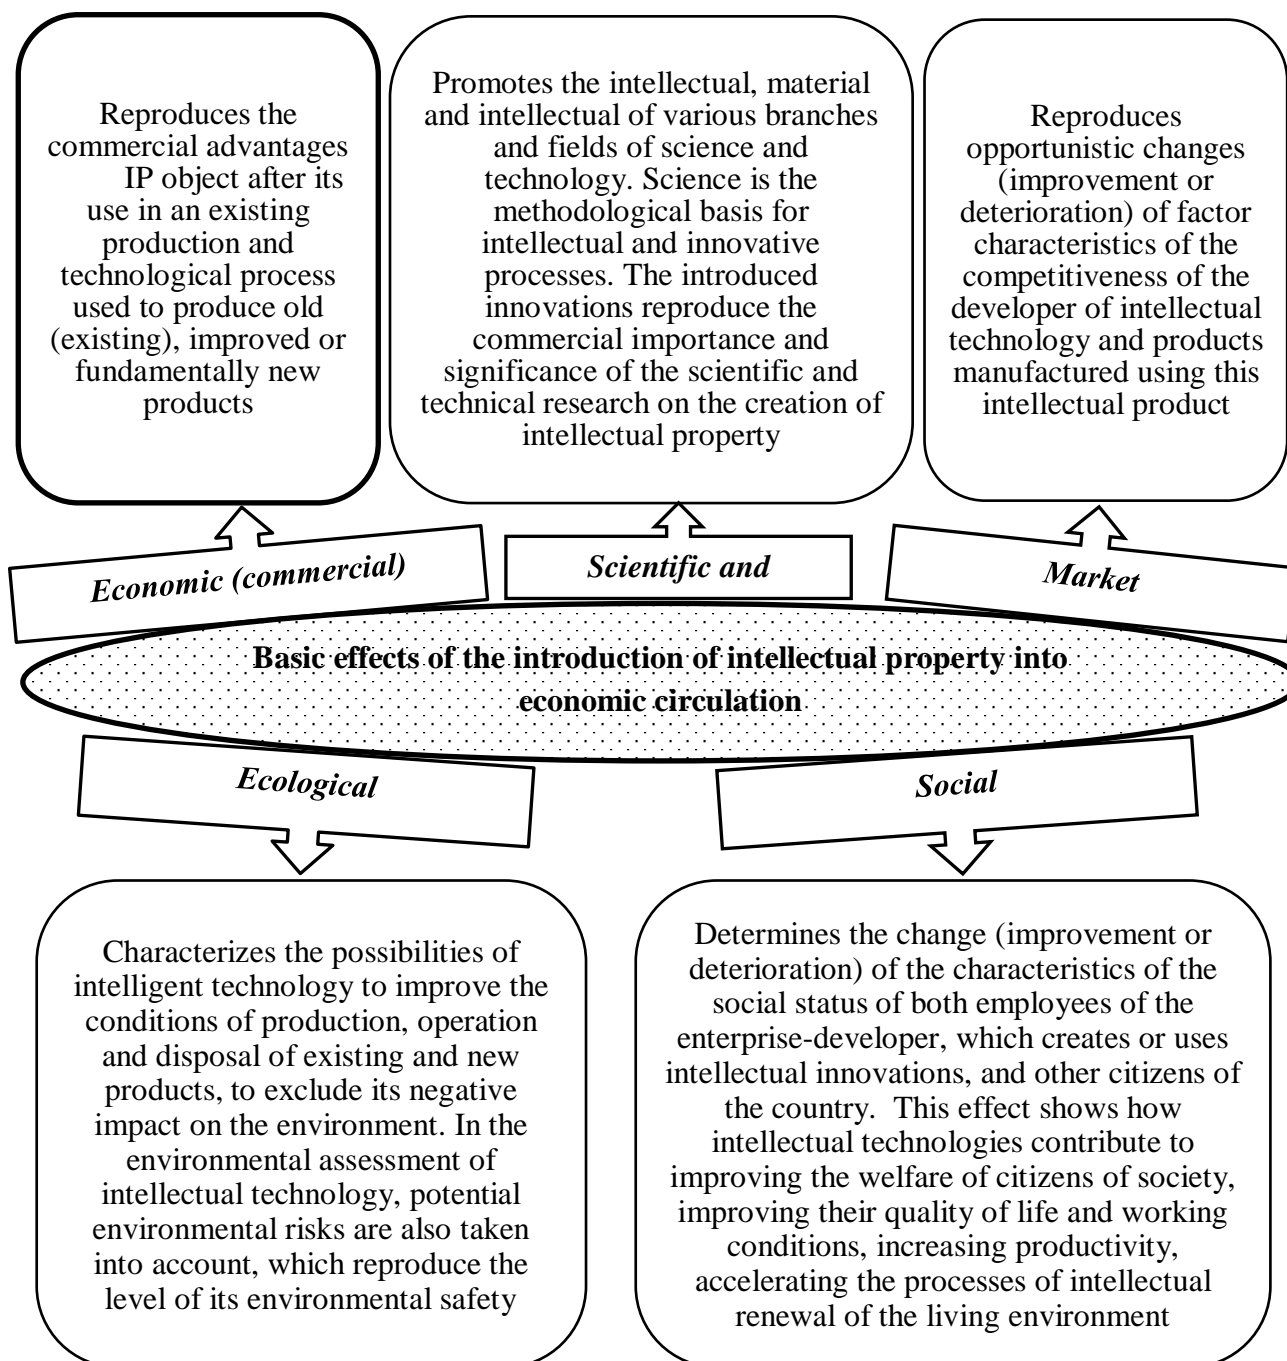 Reproduces the
commercial advantages
IP object after its
use in an existing
production and
technological process
used to produce old
(existing), improved or
fundamentally new
products
Promotes the intellectual, material
and intellectual of various branches
and fields of science and
technology. Science is the
methodological basis for
intellectual and innovative
processes. The introduced
innovations reproduce the
commercial importance and
significance of the scientific and
technical research on the creation of
intellectual property
Reproduces
opportunistic changes
(improvement or
deterioration) of factor
characteristics of the
competitiveness of the
developer of intellectual
technology and products
manufactured using this
intellectual product
Economic (commercial)
Scientific and
Market
Basic effects of the introduction of intellectual property into
economic circulation
Ecological
Social
Characterizes the possibilities of
intelligent technology to improve the
conditions of production, operation
and disposal of existing and new
products, to exclude its negative
impact on the environment. In the
environmental assessment of
intellectual technology, potential
environmental risks are also taken
into account, which reproduce the
level of its environmental safety
Determines the change (improvement or
deterioration) of the characteristics of the
social status of both employees of the
enterprise-developer, which creates or uses
intellectual innovations, and other citizens of
the country.  This effect shows how
intellectual technologies contribute to
improving the welfare of citizens of society,
improving their quality of life and working
conditions, increasing productivity,
accelerating the processes of intellectual
renewal of the living environment